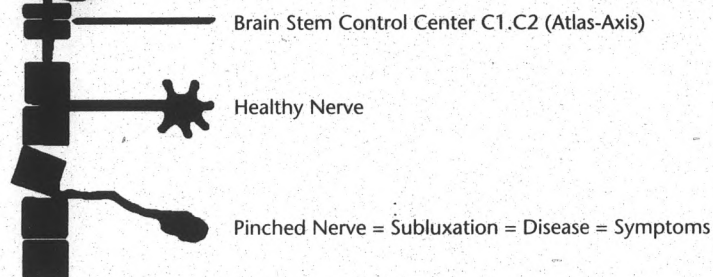 Brain Stem Control Center C1.C2 (Atlas-Axis)
Healthy Nerve
Pinched Nerve = Subluxation = Disease = Symptoms